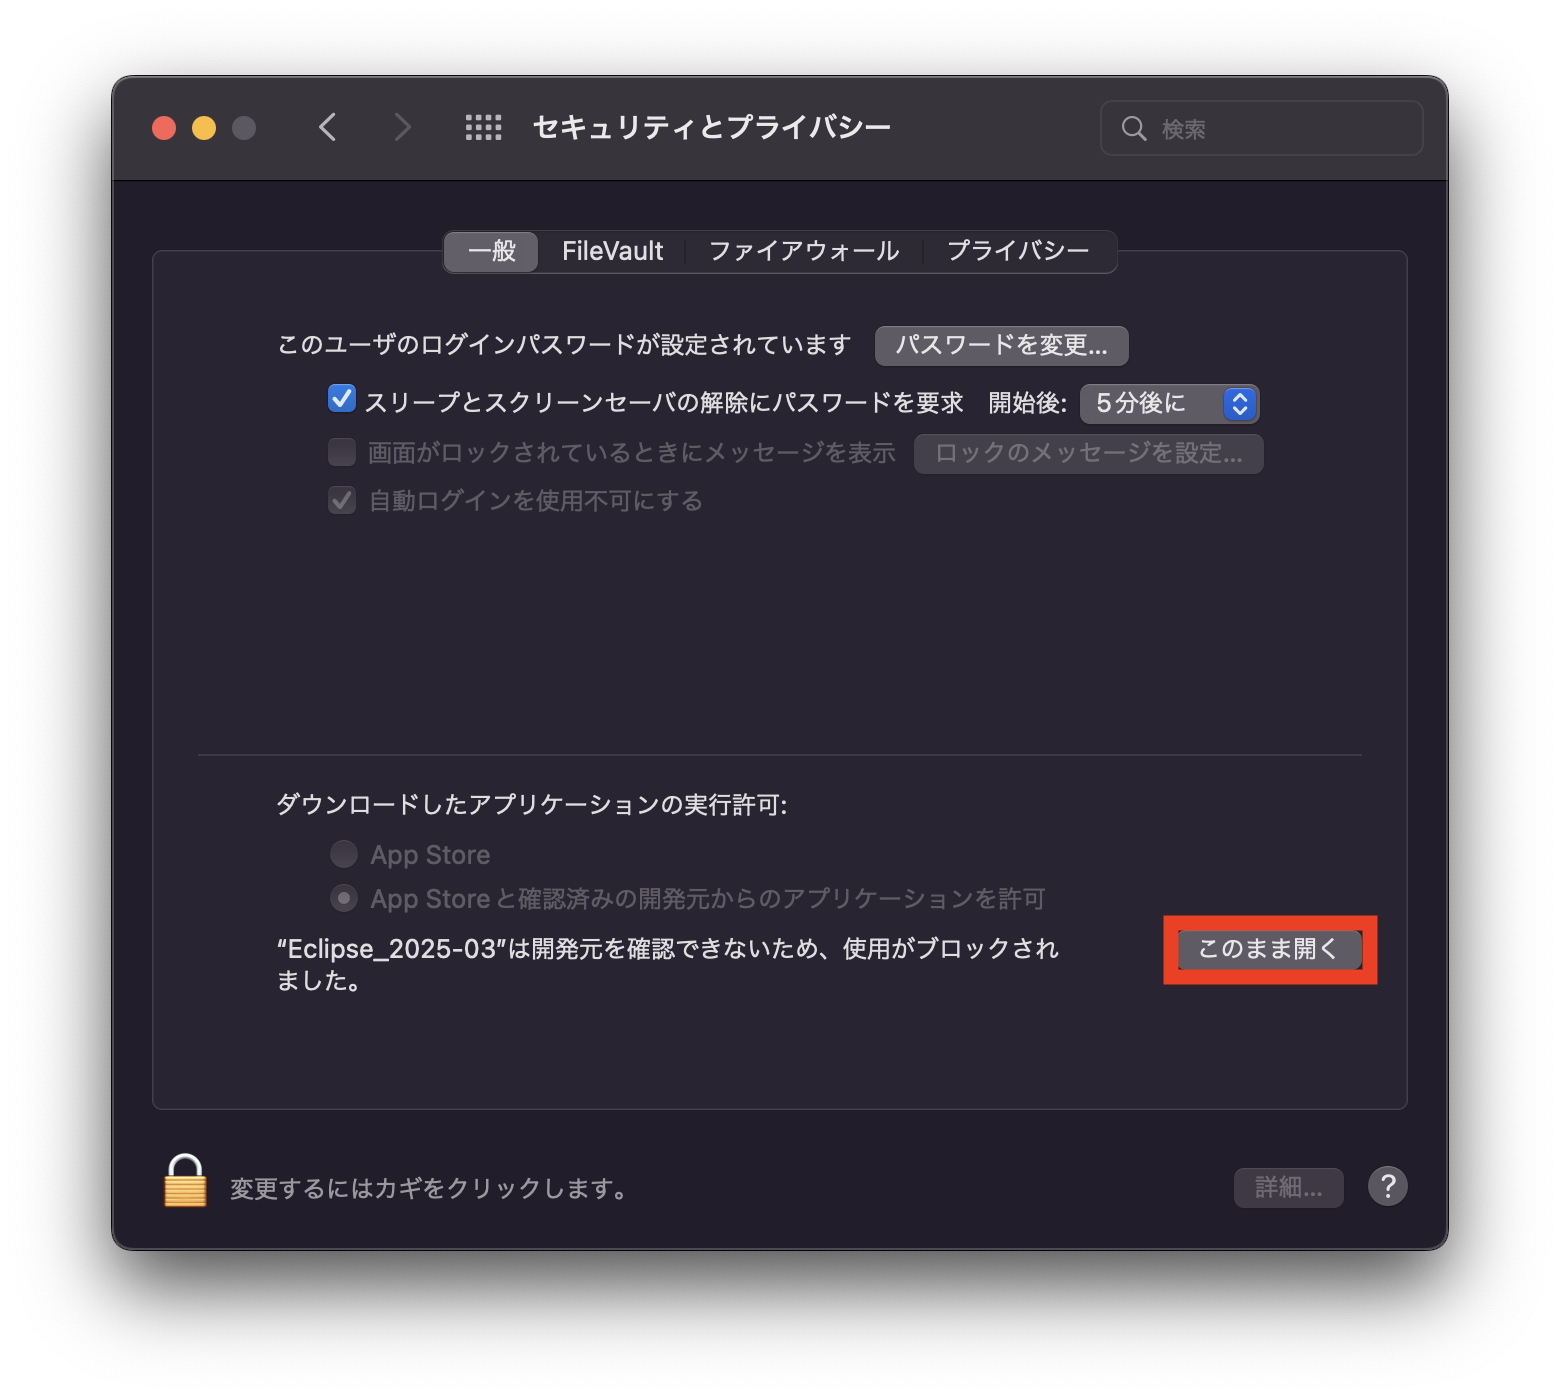 セキュリティとプライバシー
検索
一般
FileVault
ファイアウォール
プライバシー
このユーザのログインパスワードが設定されています
パスワードを変更...
スリープとスクリーンセーバの解除にパスワードを要求 開始後: 5分後に
画面がロックされているときにメッセージを表示
ロックのメッセージを設定...
自動ログインを使用不可にする
ダウンロードしたアプリケーションの実行許可:
App Store
App Storeと確認済みの開発元からのアプリケーションを許可
“Eclipse_2025-03”は開発元を確認できないため、使用がブロックされ
ました。
このまま開く
変更するにはカギをクリックします。
詳細...
?